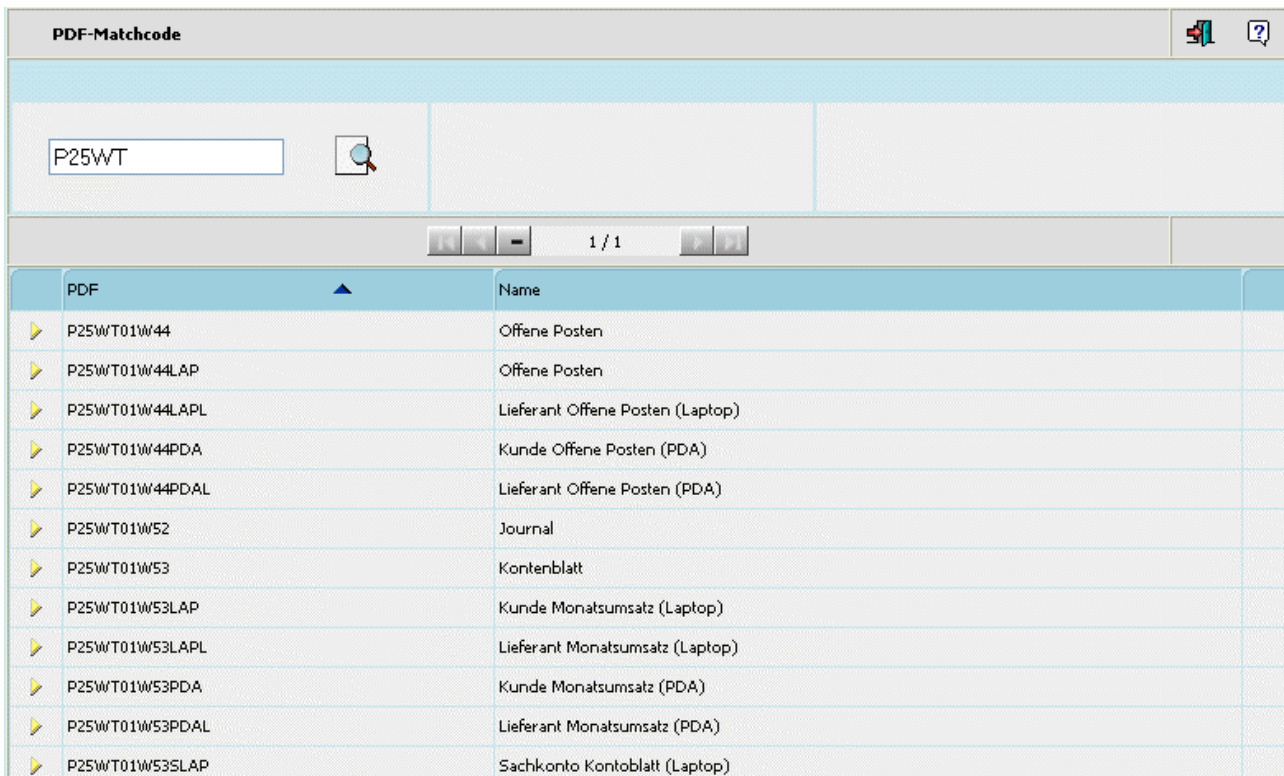 PDF-Matchcode
P25WT
1 / 1
PDF Name
P25WT01W44 Offene Posten
P25WT01W44LAP Offene Posten
P25WT01W44LAPL Lieferant Offene Posten (Laptop)
P25WT01W44PDA Kunde Offene Posten (PDA)
P25WT01W44PDAL Lieferant Offene Posten (PDA)
P25WT01W52 Journal
P25WT01W53 Kontenblatt
P25WT01W53LAP Kunde Monatsumsatz (Laptop)
P25WT01W53LAPL Lieferant Monatsumsatz (Laptop)
P25WT01W53PDA Kunde Monatsumsatz (PDA)
P25WT01W53PDAL Lieferant Monatsumsatz (PDA)
P25WT01W53SLAP Sachkonto Kontoblatt (Laptop)